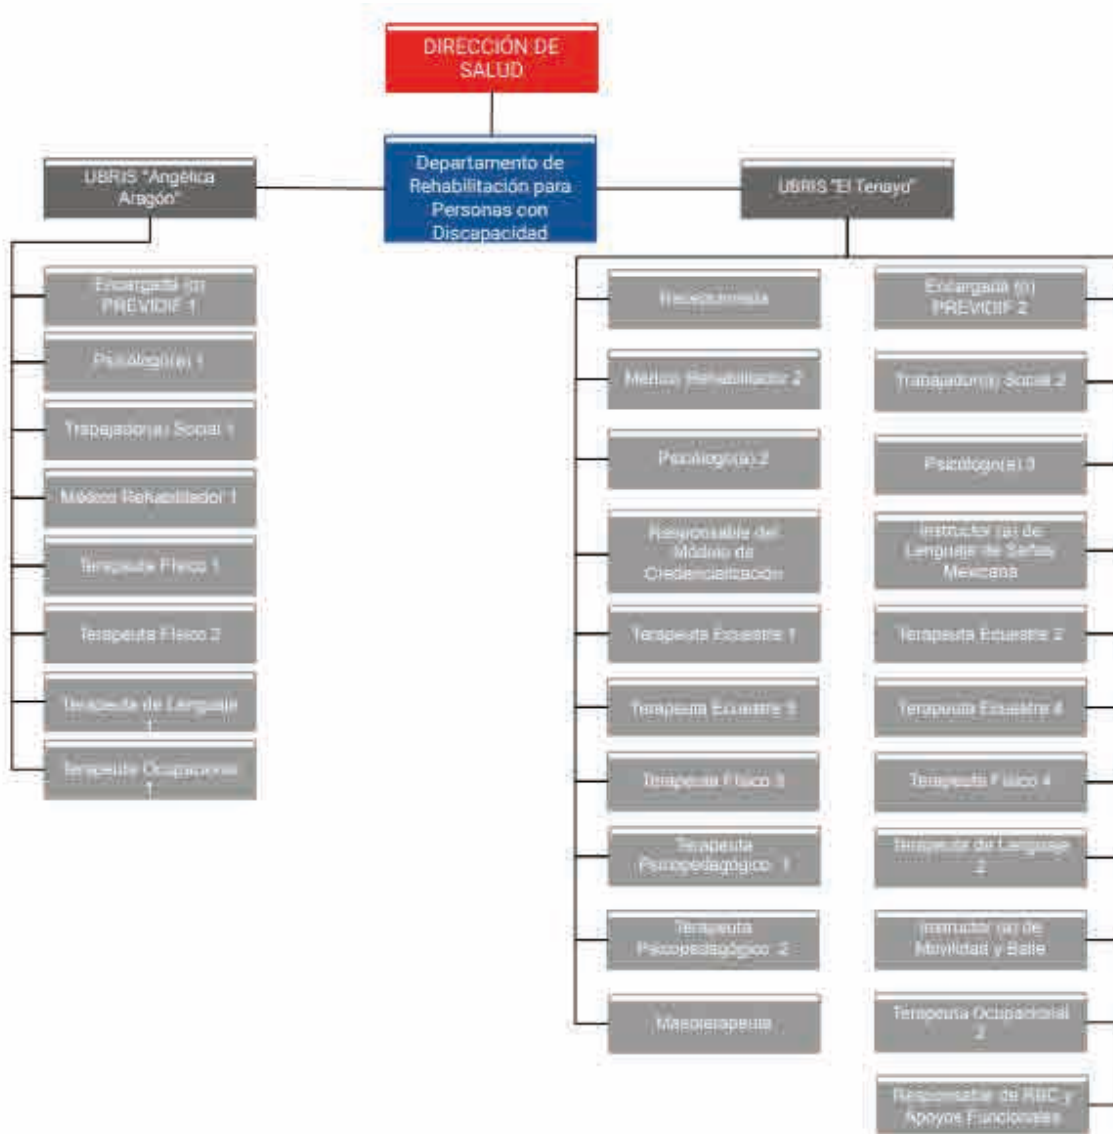 DIRECCIÓN DE
SALUD
Departamento de
Rehabilitación para
Personas con
Discapacidad
UBRIS "Angélica
Aragón"
UBRIS "El Tenayo"
Encargada (o)
PREVIDIF 1
Psicólogo(a) 1
Trabajador(a) Social 1
Médico Rehabilitador 1
Terapeuta Físico 1
Terapeuta Físico 2
Terapeuta de Lenguaje
1
Terapeuta Ocupacional
1
Recepcionista
Médico Rehabilitador 2
Psicólogo(a) 2
Responsable del
Módulo de
Credencialización
Terapeuta Ecuestre 1
Terapeuta Ecuestre 3
Terapeuta Físico 3
Terapeuta
Psicopedagógico 1
Terapeuta
Psicopedagógico 2
Masoterapeuta
Encargada (o)
PREVIDIF 2
Trabajador(a) Social 2
Psicólogo(a) 3
Instructor (a) de
Lenguaje de Señas
Mexicana
Terapeuta Ecuestre 2
Terapeuta Ecuestre 4
Terapeuta Físico 4
Terapeuta de Lenguaje
2
Instructor (a) de
Movilidad y Baile
Terapeuta Ocupacional
2
Responsable de RBC y
Apoyos Funcionales